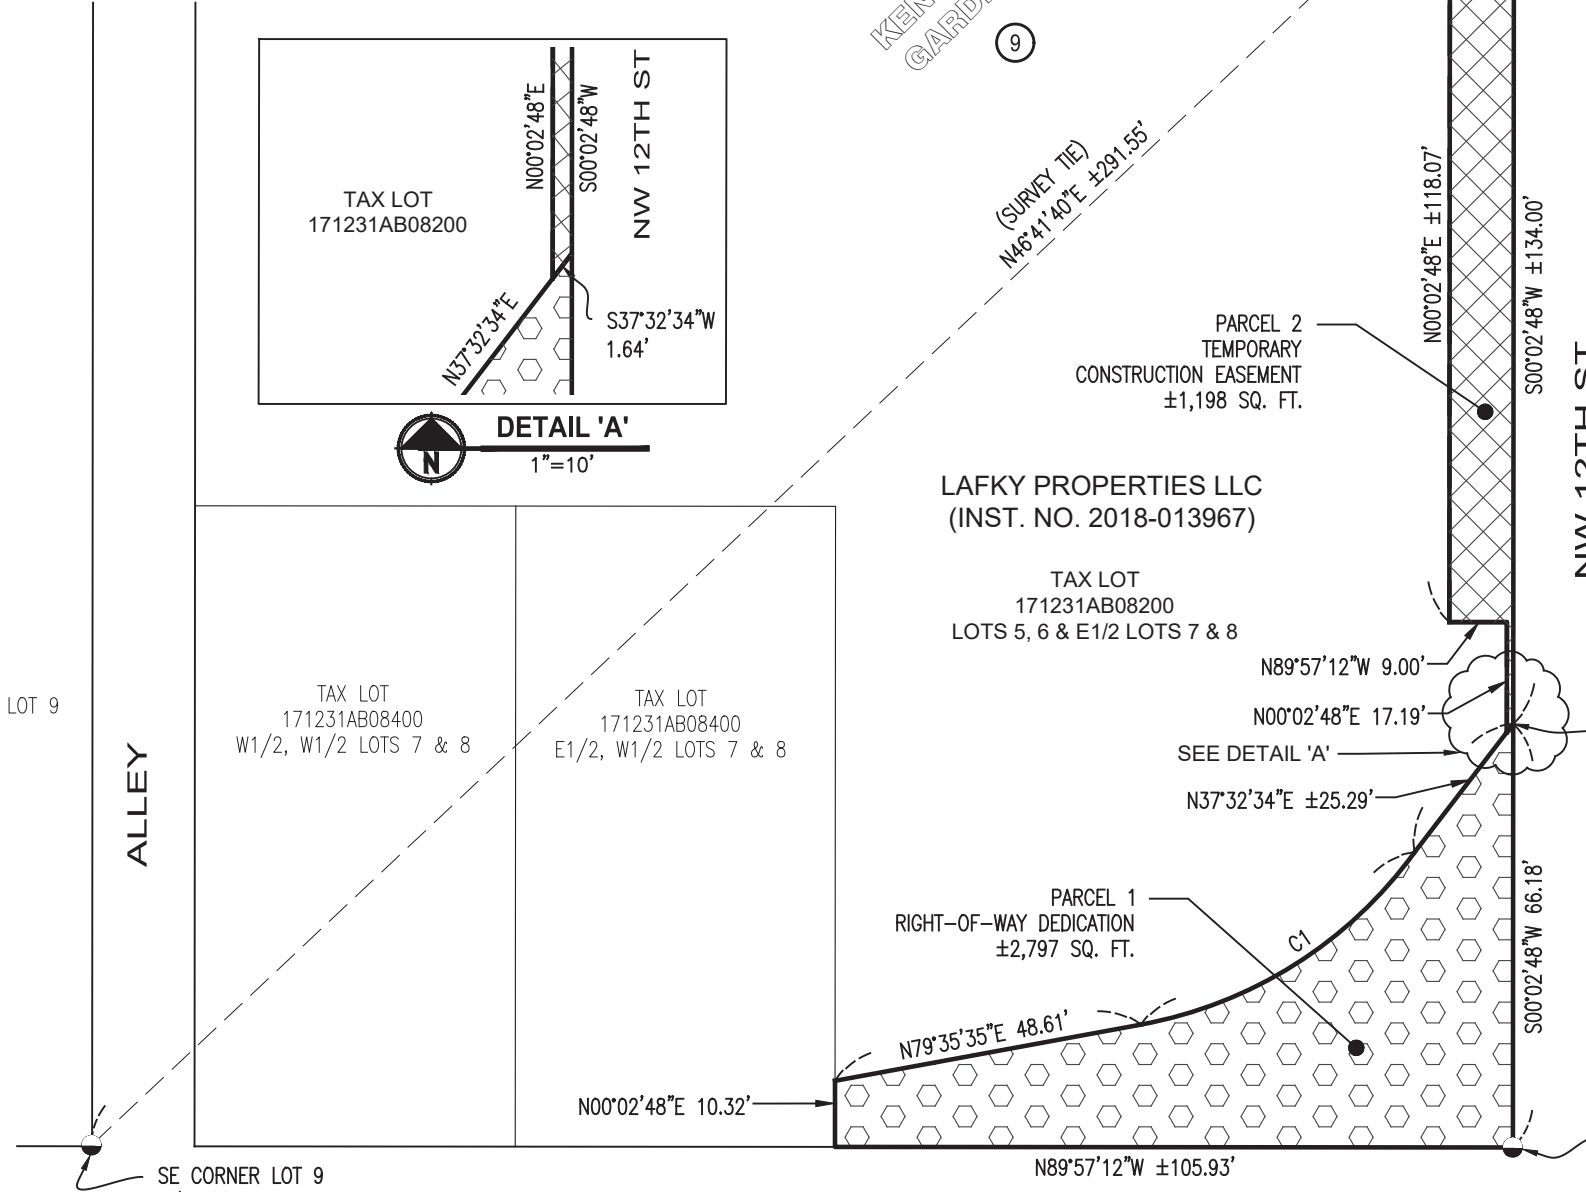 KEN
GARD
9
N00°02'48"E
S00°02'48"W
NW 12TH ST
TAX LOT
171231AB08200
N37°32'34"E
S37°32'34"W
1.64'
DETAIL 'A'
N
1"=10'
(SURVEY TIE)
N46°41'40"E ±291.55'
N00°02'48"E ±118.07'
S00°02'48"W ±134.00'
NW 12TH ST
PARCEL 2
TEMPORARY
CONSTRUCTION EASEMENT
±1,198 SQ. FT.
LAFKY PROPERTIES LLC
(INST. NO. 2018-013967)
TAX LOT
171231AB08200
LOTS 5, 6 & E1/2 LOTS 7 & 8
N89°57'12"W 9.00'
N00°02'48"E 17.19'
SEE DETAIL 'A'
N37°32'34"E ±25.29'
LOT 9
ALLEY
TAX LOT
171231AB08400
W1/2, W1/2 LOTS 7 & 8
TAX LOT
171231AB08400
E1/2, W1/2 LOTS 7 & 8
PARCEL 1
RIGHT-OF-WAY DEDICATION
±2,797 SQ. FT.
C1
S00°02'48"W 66.18'
N79°35'35"E 48.61'
N00°02'48"E 10.32'
N89°57'12"W ±105.93'
SE CORNER LOT 9